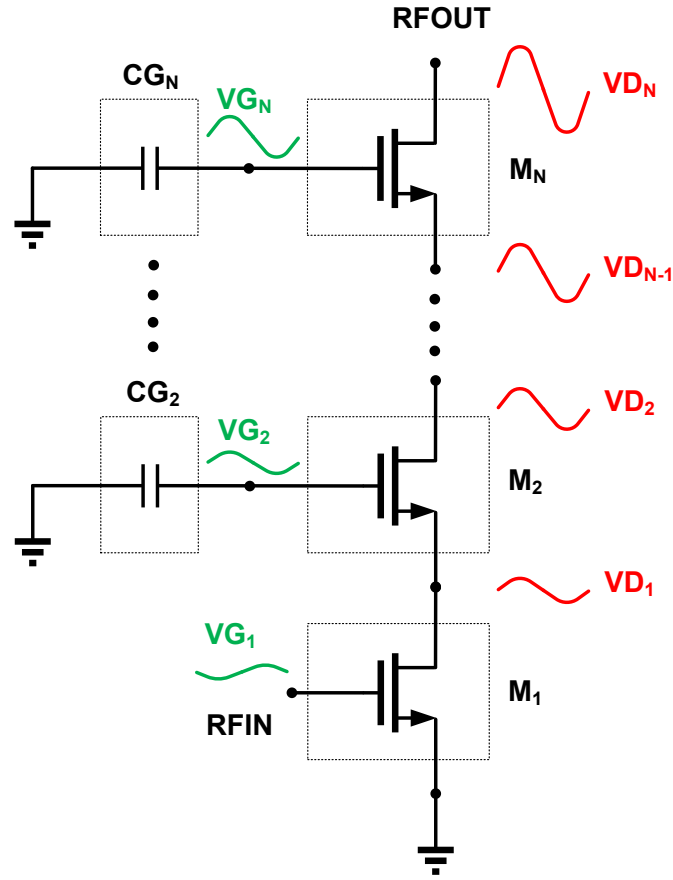 RFOUT
CG_N
VG_N
VD_N
M_N
VD_N-1
CG_2
VG_2
VD_2
M_2
VD_1
VG_1
M_1
RFIN